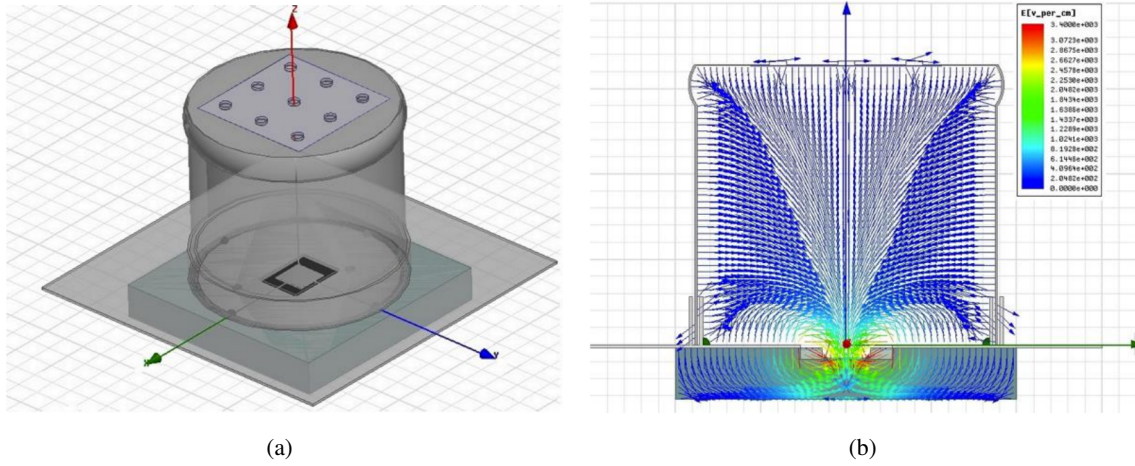 Z
X
Y
E[v_per_cm]
3.4000e+003
3.0723e+003
2.8675e+003
2.6627e+003
2.4578e+003
2.2530e+003
2.0482e+003
1.8434e+003
1.6386e+003
1.4337e+003
1.2289e+003
1.0241e+003
8.1928e+002
6.1446e+002
4.0964e+002
2.0482e+002
0.0000e+000
(a)
(b)